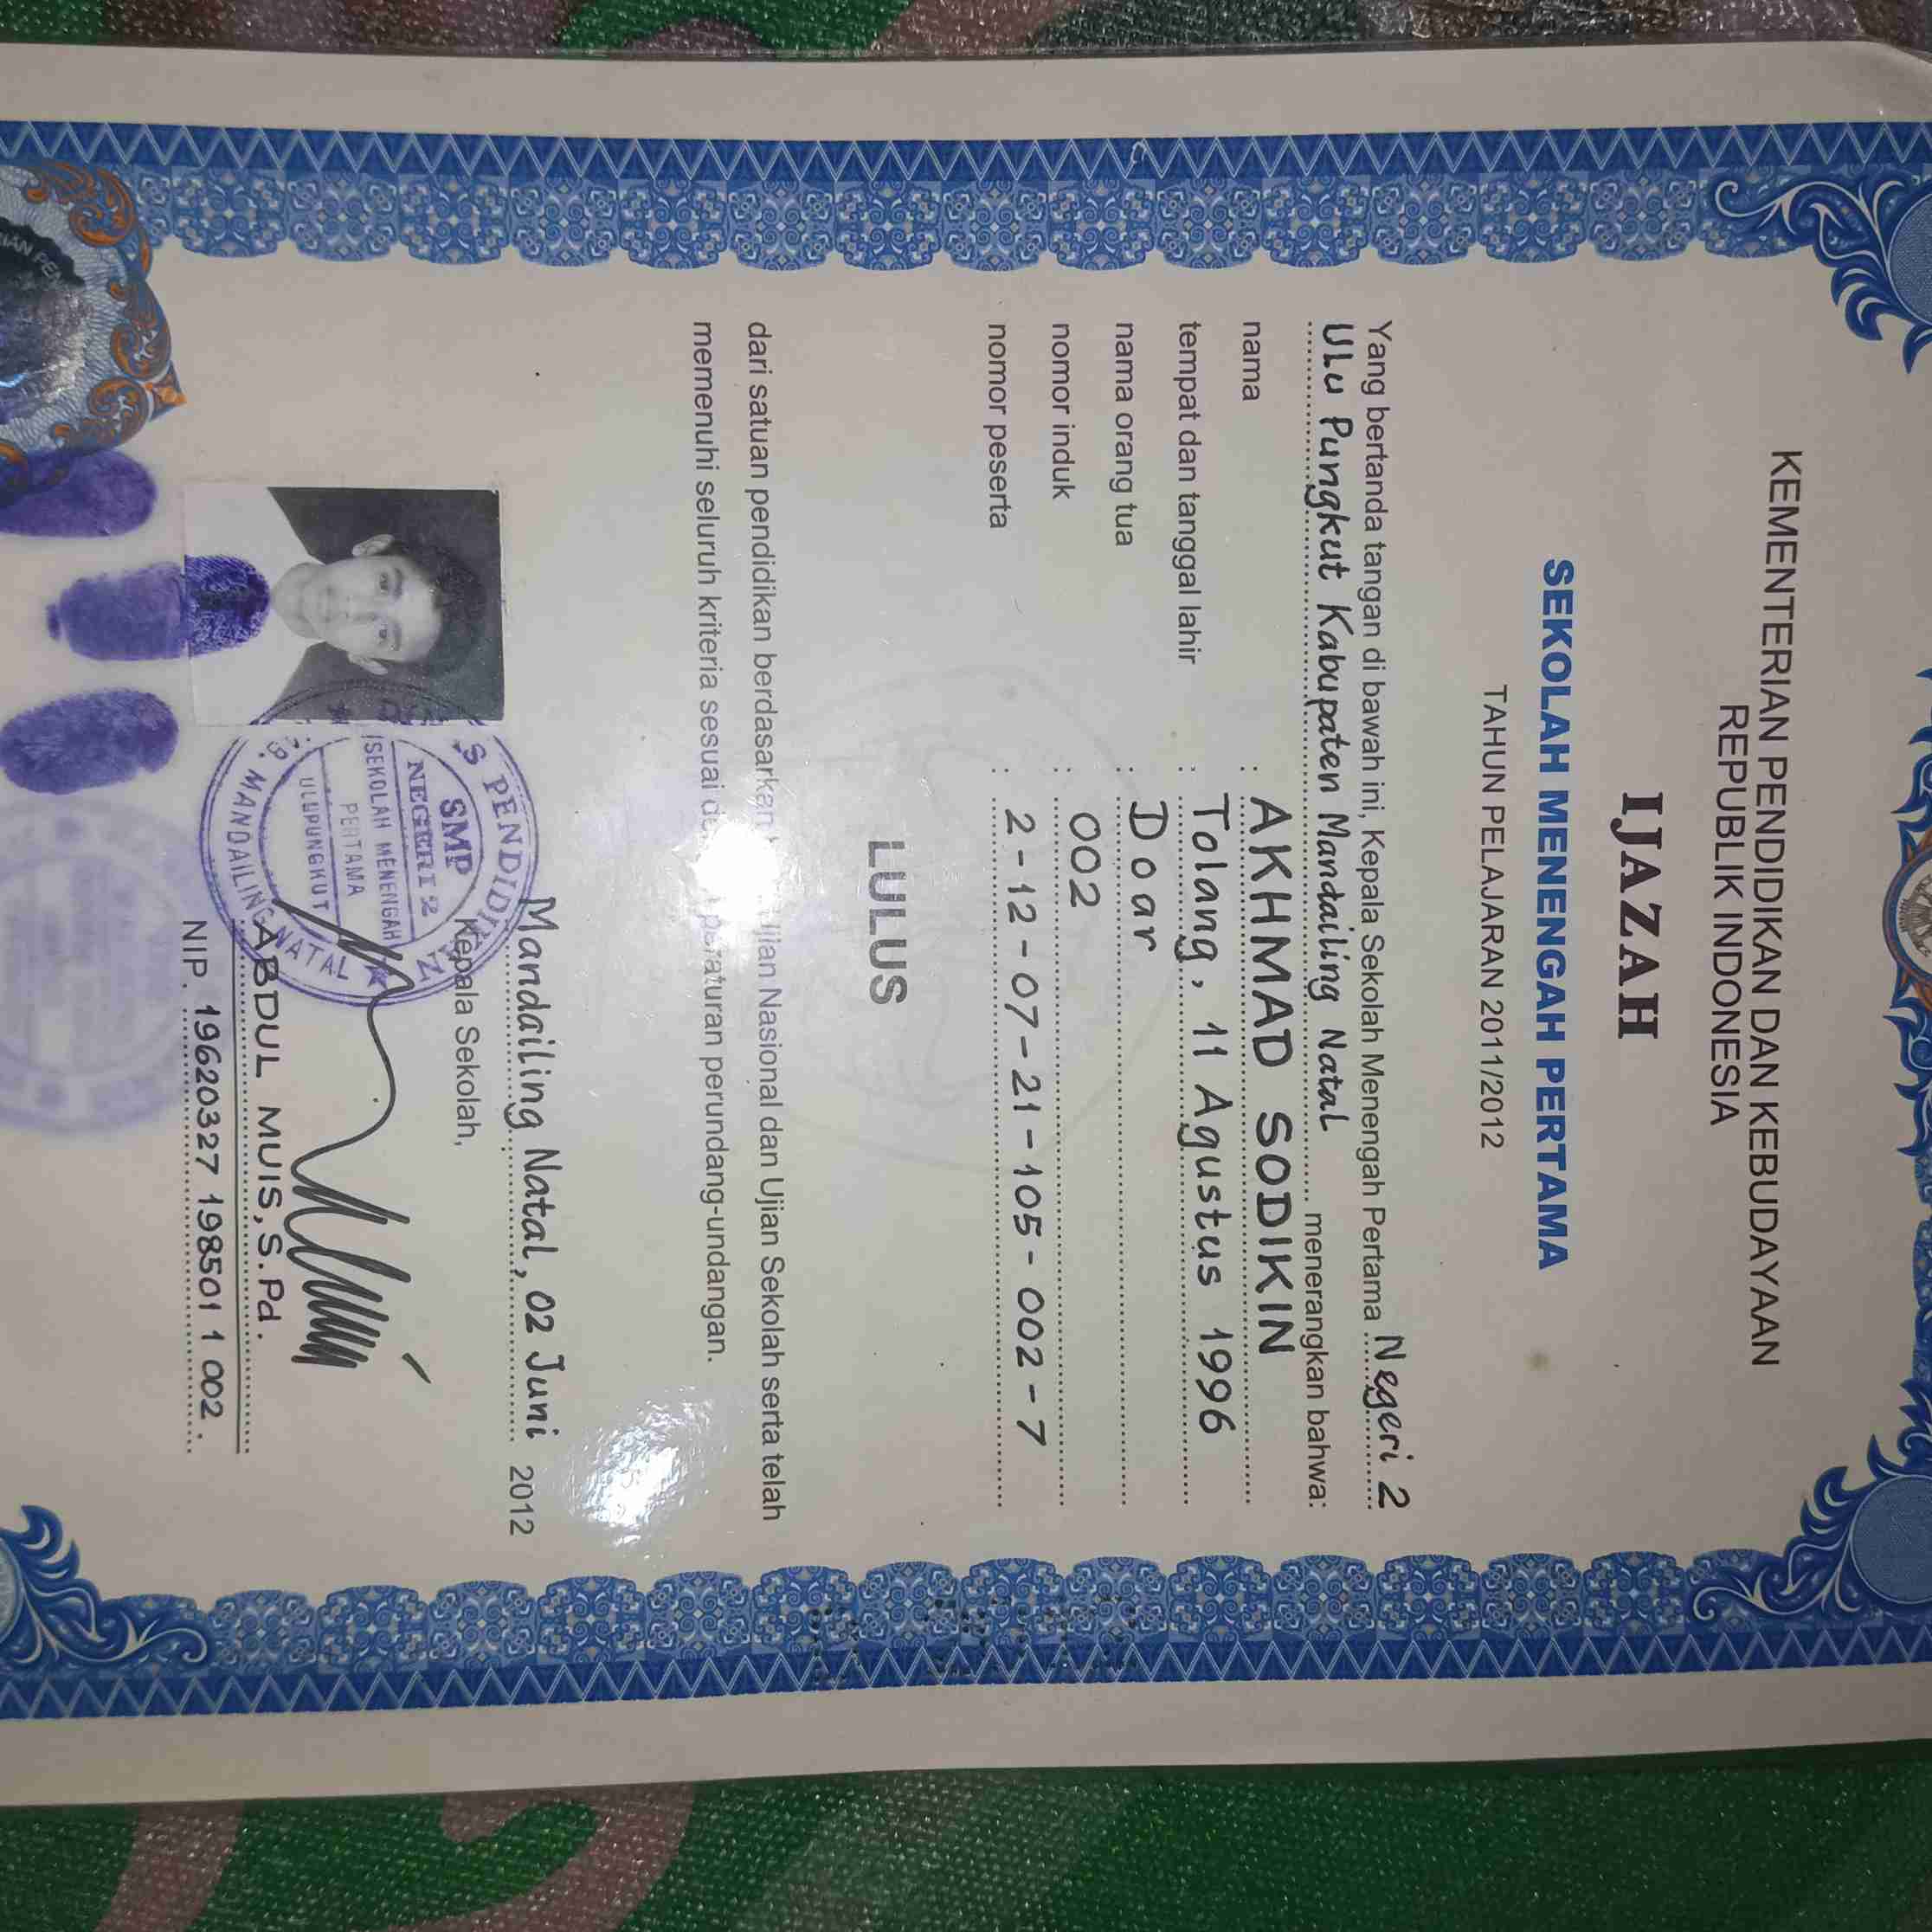 KEMENTERIAN PENDIDIKAN DAN KEBUDAYAAN
REPUBLIK INDONESIA
IJAZAH
SEKOLAH MENENGAH PERTAMA
TAHUN PELAJARAN 2011/2012
Yang bertanda tangan di bawah ini, Kepala Sekolah Menengah Pertama Negeri 2
Ulu Pungkut Kabupaten Mandailing Natal menerangkan bahwa:
nama : AKHMAD SODIKIN
tempat dan tanggal lahir : Tolang, 11 Agustus 1996
nama orang tua : Doar
nomor induk : 002
nomor peserta : 2-12-07-21-105-002-7
LULUS
dari satuan pendidikan berdasarkan Ujian Nasional dan Ujian Sekolah serta telah
memenuhi seluruh kriteria sesuai peraturan perundang-undangan.
Mandailing Natal, 02 Juni 2012
Kepala Sekolah,
SMP
NEGERI 2
SEKOLAH MENENGAH
PERTAMA
ULUPUNGKUT
MANDAILING NATAL
ABDUL MUIS, S.Pd.
NIP. 19620327 198501 1 002.